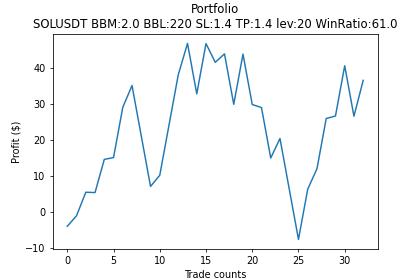 Portfolio
SOLUSDT BBM:2.0 BBL:220 SL:1.4 TP:1.4 lev:20 WinRatio:61.0
Profit ($)
40
30
20
10
0
−10
0 5 10 15 20 25 30
Trade counts